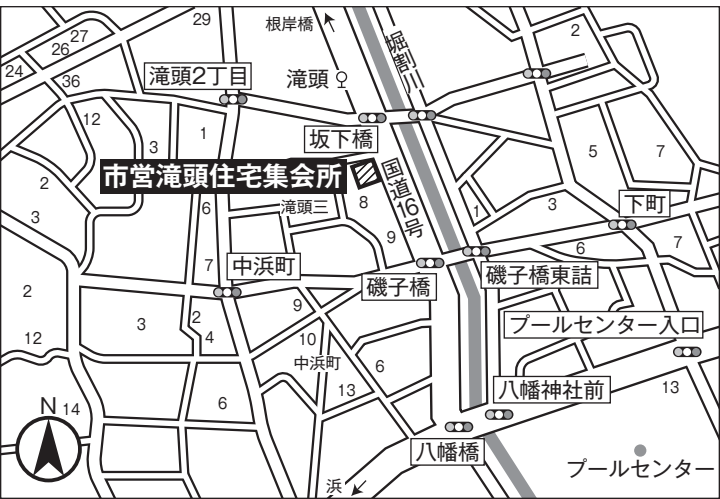 29
根岸橋
堀割川
2
27
26
24
36
滝頭2丁目
滝頭
12
3
1
坂下橋
5
7
市営滝頭住宅集会所
国道16号
2
3
6
滝頭三
8
9
1
3
下町
7
6
7
中浜町
磯子橋
磯子橋東詰
2
3
2
4
9
10
プールセンター入口
12
中浜町
6
13
13
八幡神社前
N
14
6
八幡橋
浜
プールセンター